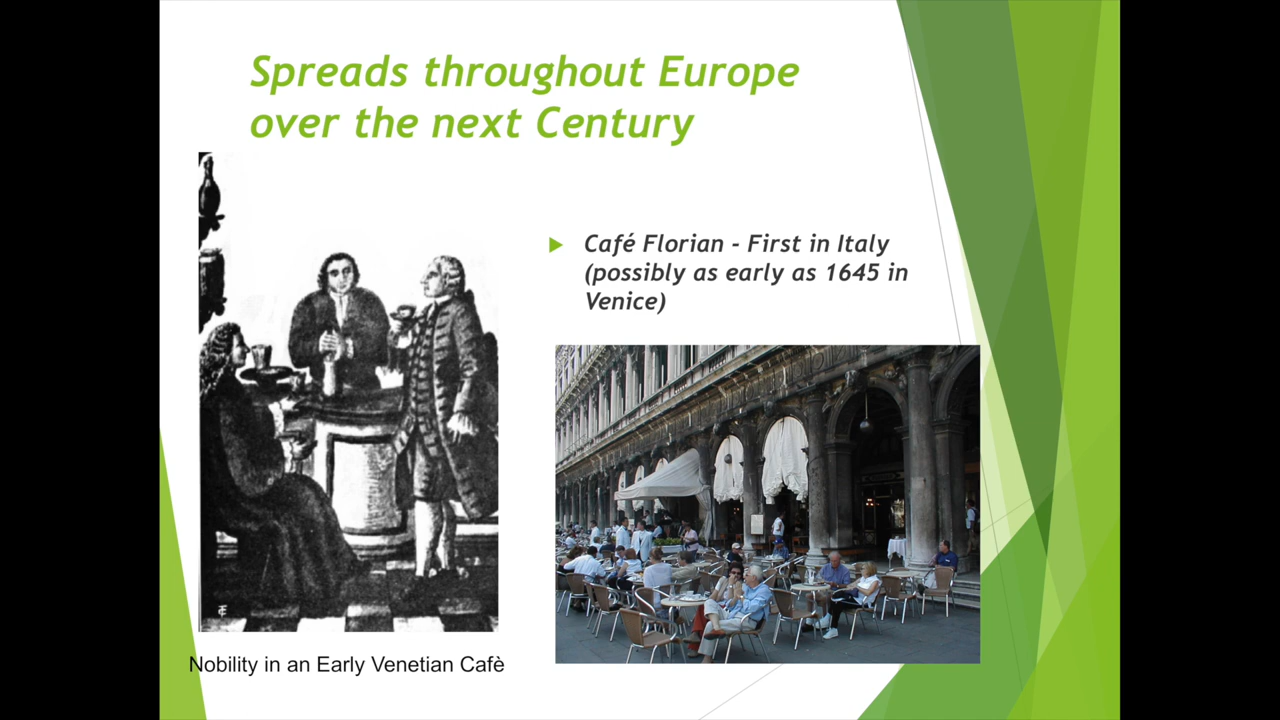 Spreads throughout Europe
over the next Century
Café Florian - First in Italy
(possibly as early as 1645 in
Venice)
Nobility in an Early Venetian Cafè